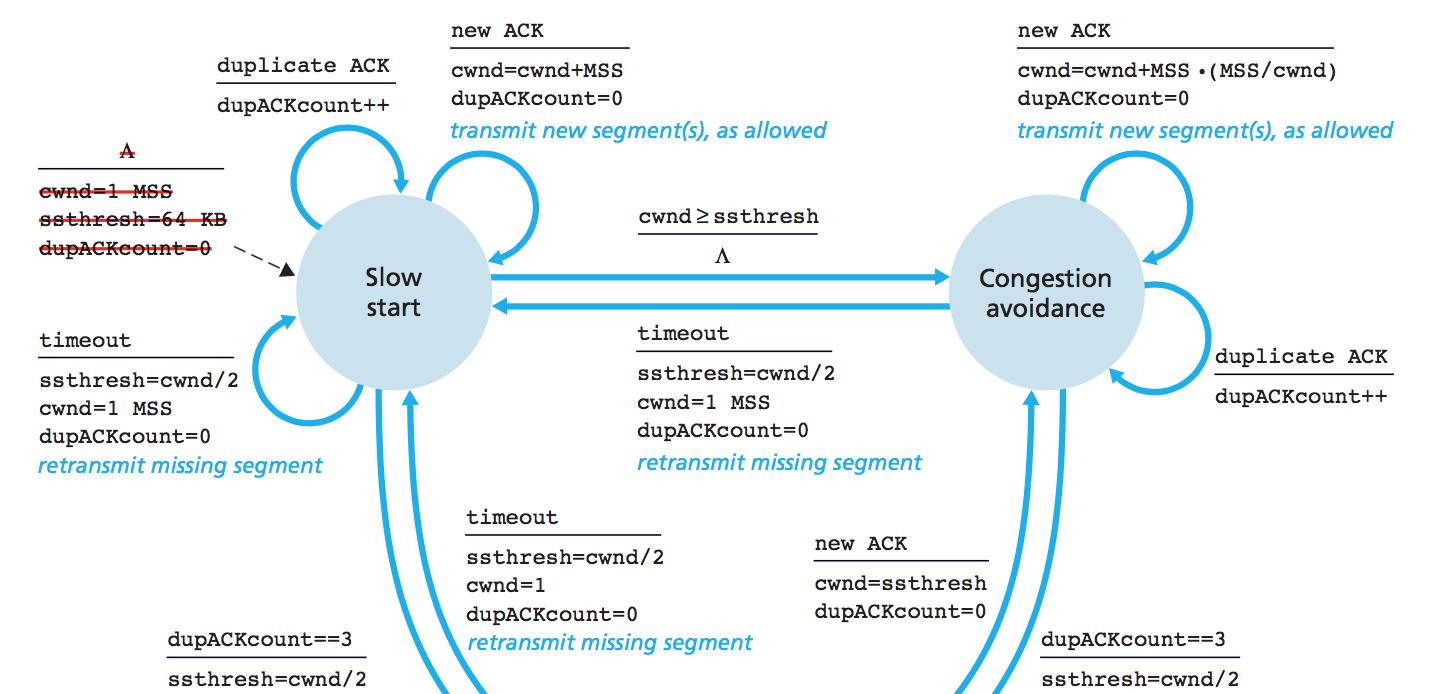 new ACK
cwnd=cwnd+MSS
dupACKcount=0
transmit new segment(s), as allowed
new ACK
cwnd=cwnd+MSS •(MSS/cwnd)
dupACKcount=0
transmit new segment(s), as allowed
duplicate ACK
dupACKcount++
Λ
cwnd=1 MSS
ssthresh=64 KB
dupACKcount=0
cwnd≥ssthresh
Λ
Slow
start
Congestion
avoidance
timeout
ssthresh=cwnd/2
cwnd=1 MSS
dupACKcount=0
retransmit missing segment
timeout
ssthresh=cwnd/2
cwnd=1 MSS
dupACKcount=0
retransmit missing segment
duplicate ACK
dupACKcount++
timeout
ssthresh=cwnd/2
cwnd=1
dupACKcount=0
retransmit missing segment
new ACK
cwnd=ssthresh
dupACKcount=0
dupACKcount==3
ssthresh=cwnd/2
dupACKcount==3
ssthresh=cwnd/2